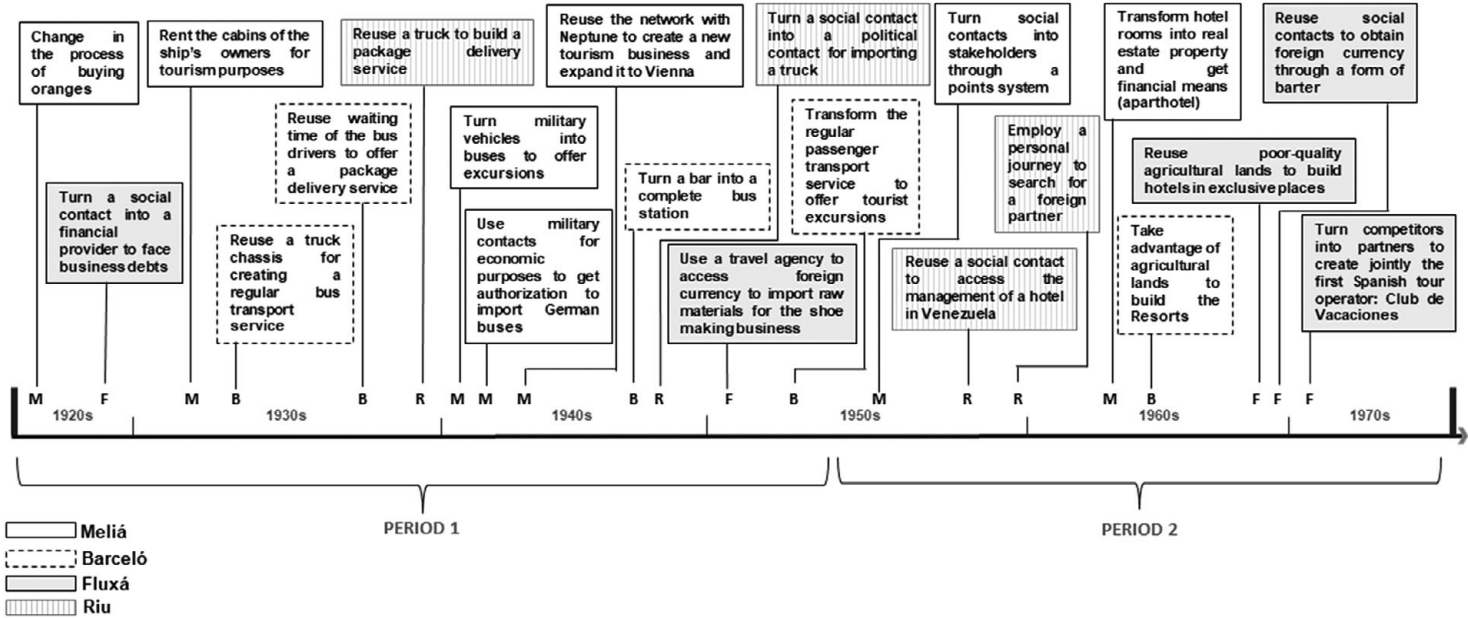 Change in
the process
of buying
oranges
Rent the cabins of the
ship's owners for
tourism purposes
Reuse a truck to build a
package delivery
service
Reuse the network with
Neptune to create a new
tourism business and
expand it to Vienna
Turn a social contact
into a political
contact for importing
a truck
Turn social
contacts into
stakeholders
through a
points system
Transform hotel
rooms into real
estate property
and get
financial means
(aparthotel)
Reuse social
contacts to obtain
foreign currency
through a form of
barter
Turn a social
contact into a
financial
provider to face
business debts
Reuse a truck
chassis for
creating a
regular bus
transport
service
Reuse waiting
time of the bus
drivers to offer
a package
delivery service
Turn military
vehicles into
buses to offer
excursions
Use military
contacts for
economic
purposes to get
authorization to
import German
buses
Turn a bar into a
complete bus
station
Use a travel agency to
access foreign
currency to import raw
materials for the shoe
making business
Transform the
regular
passenger
transport
service to
offer tourist
excursions
Reuse a social contact
to access the
management of a hotel
in Venezuela
Employ a
personal
journey to
search for
a foreign
partner
Take
advantage of
agricultural
lands to
build the
Resorts
Reuse poor-quality
agricultural lands to build
hotels in exclusive places
Turn competitors
into partners to
create jointly the
first Spanish tour
operator: Club de
Vacaciones
M F M B B R M M M B R F B M R R M B F F F
1920s 1930s 1940s 1950s 1960s 1970s
PERIOD 1 PERIOD 2
Meliá
Barceló
Fluxá
Riu